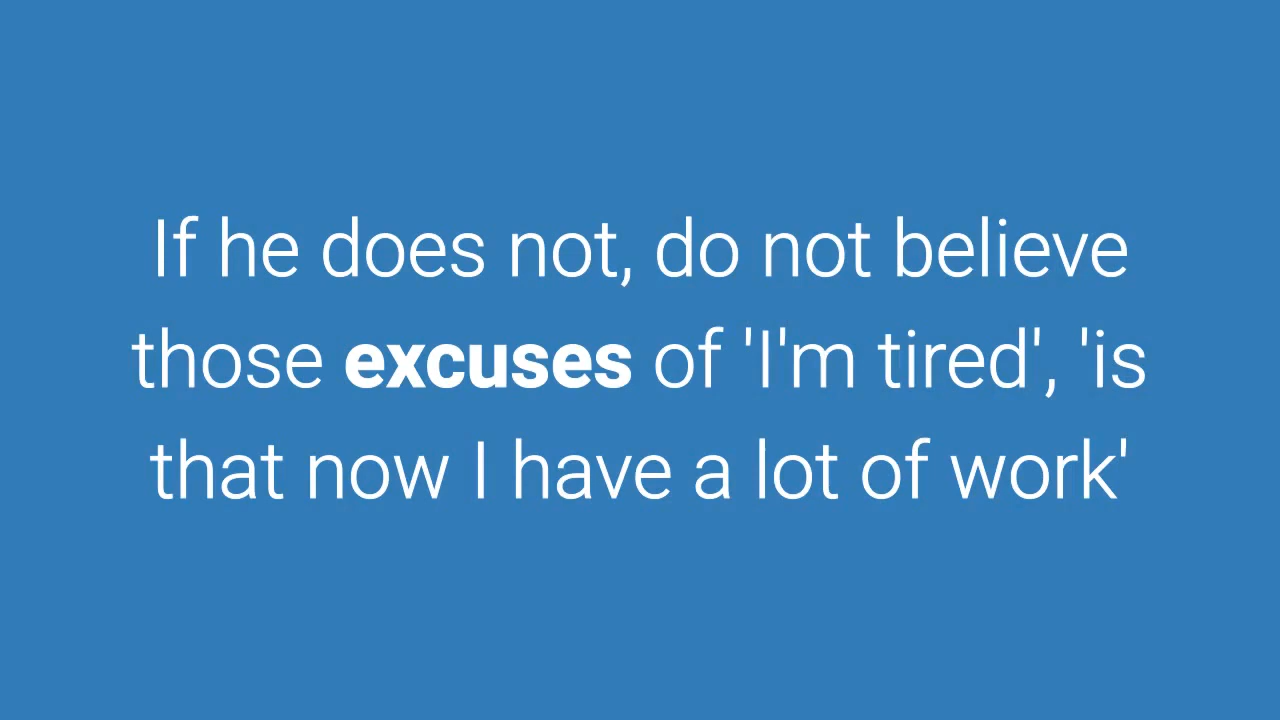 If he does not, do not believe
those excuses of 'I'm tired', 'is
that now I have a lot of work'